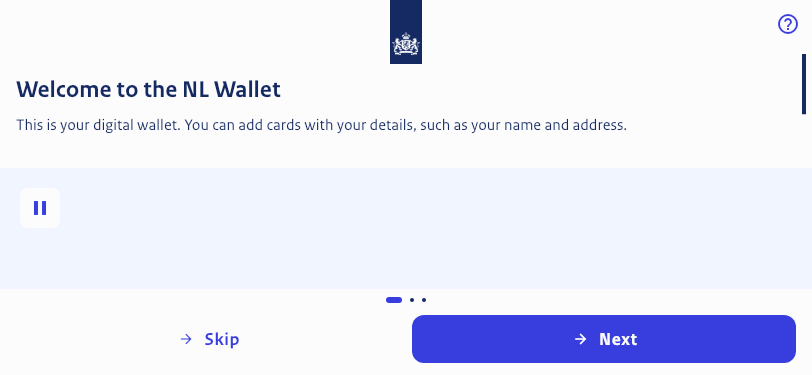 Welcome to the NL Wallet
This is your digital wallet. You can add cards with your details, such as your name and address.
Skip
Next